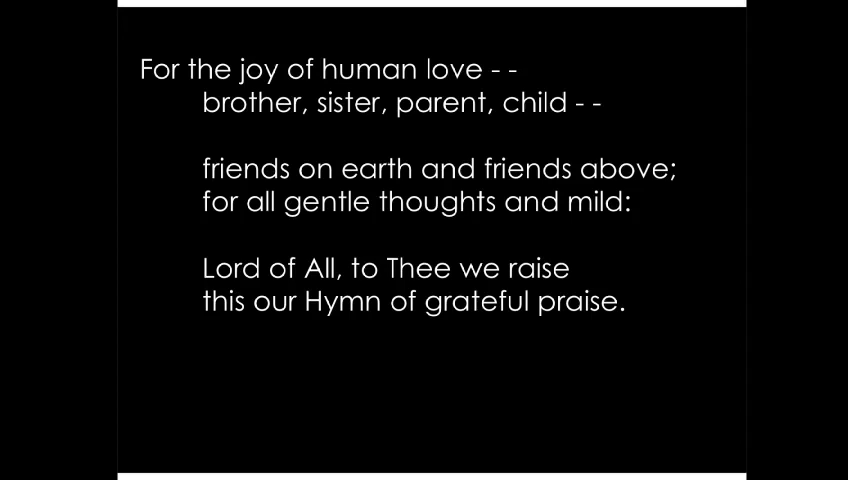 For the joy of human love - -
brother, sister, parent, child - -
friends on earth and friends above;
for all gentle thoughts and mild:
Lord of All, to Thee we raise
this our Hymn of grateful praise.